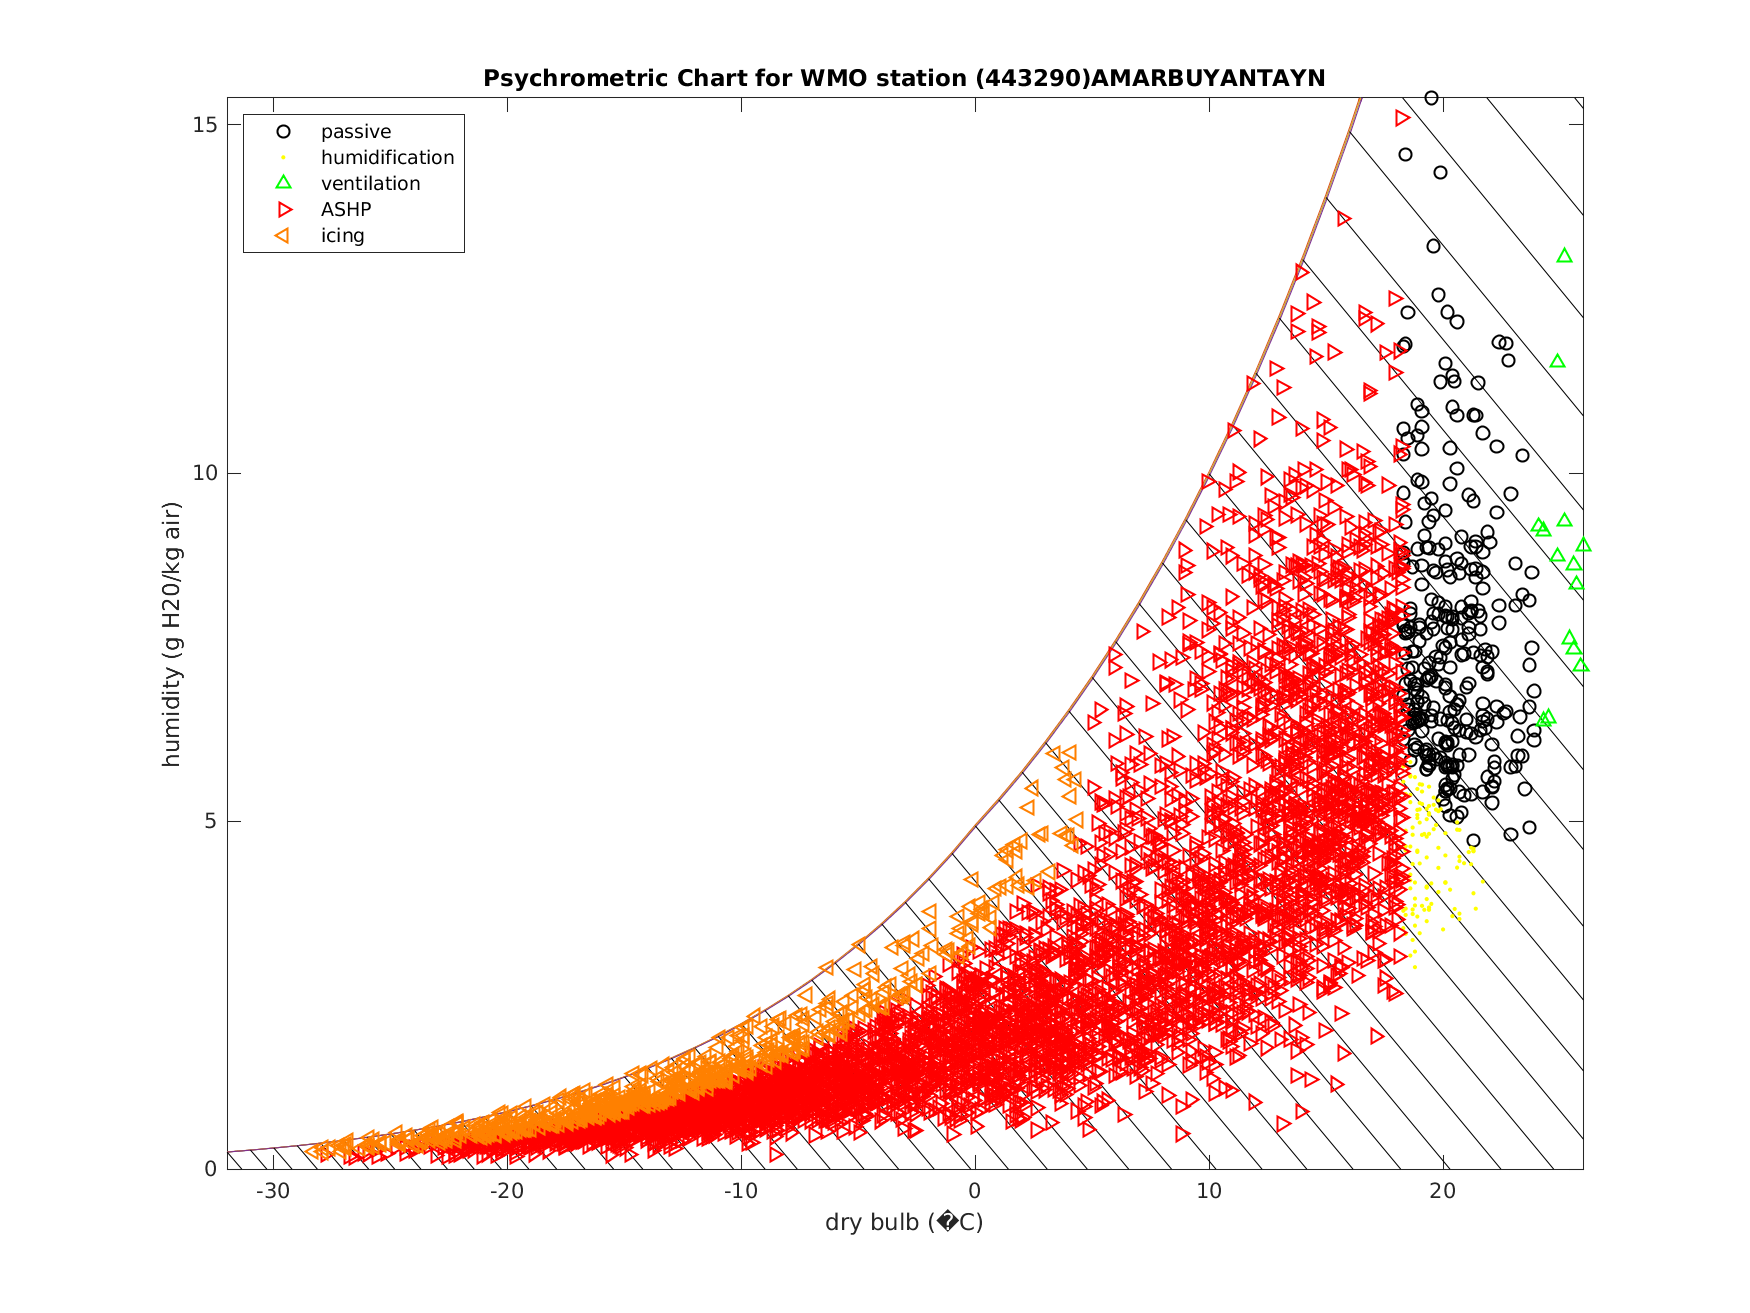 Psychrometric Chart for WMO station (443290)AMARBUYANTAYN
passive
humidification
ventilation
ASHP
icing
15
10
5
0
humidity (g H20/kg air)
-30
-20
-10
0
10
20
dry bulb (�C)